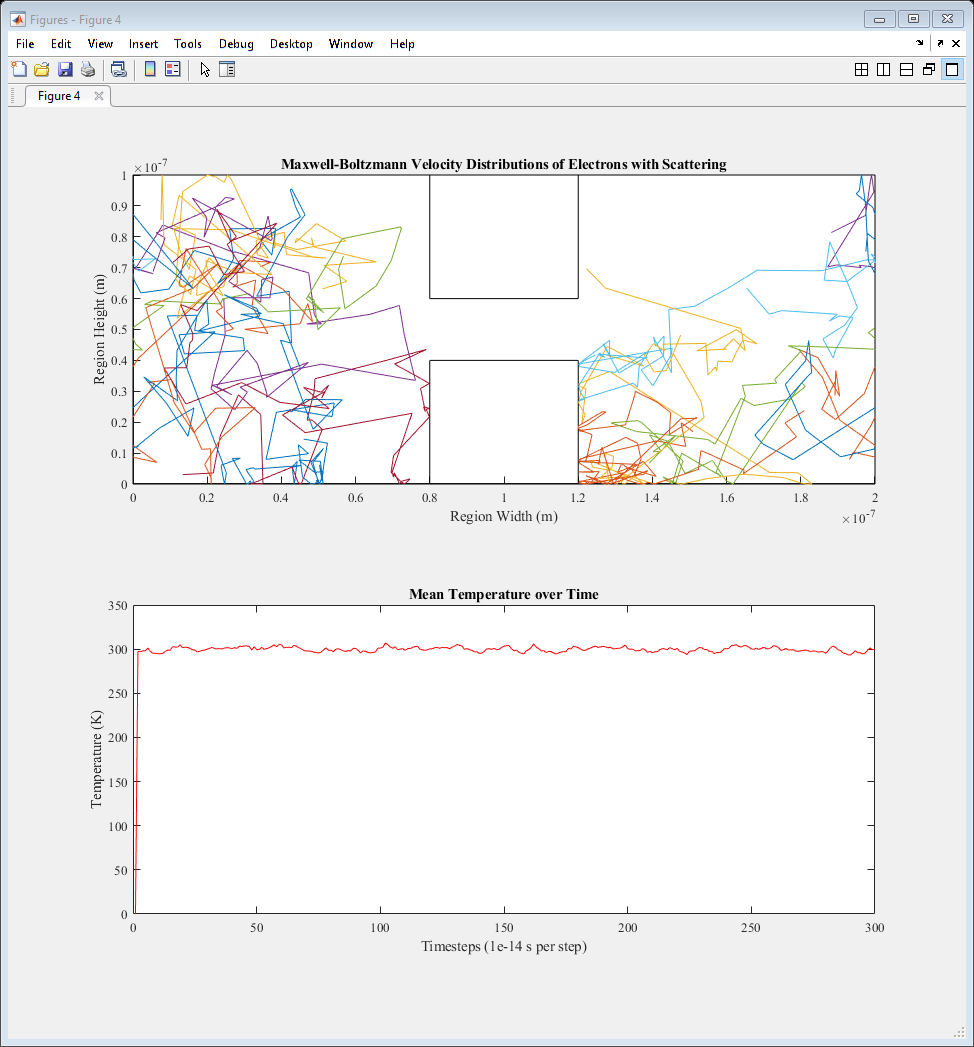 Figures - Figure 4
File Edit View Insert Tools Debug Desktop Window Help
Figure 4
Maxwell-Boltzmann Velocity Distributions of Electrons with Scattering
×10^-7
1
0.9
0.8
0.7
0.6
0.5
0.4
0.3
0.2
0.1
0
Region Height (m)
0 0.2 0.4 0.6 0.8 1 1.2 1.4 1.6 1.8 2
Region Width (m)
×10^-7
Mean Temperature over Time
350
300
250
200
150
100
50
0
Temperature (K)
0 50 100 150 200 250 300
Timesteps (1e-14 s per step)